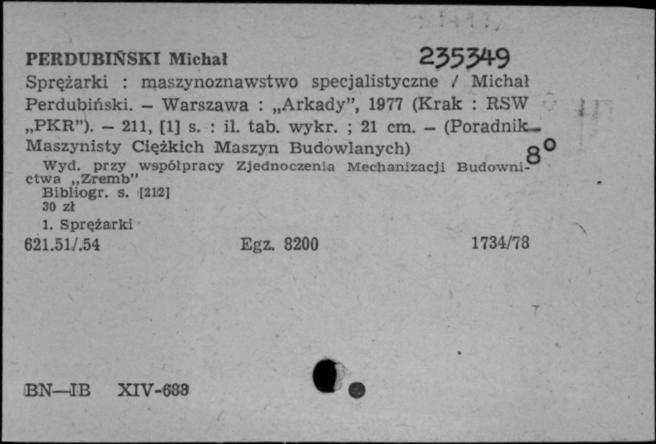 235349
PERDUBIŃSKI Michał
Sprężarki : maszynoznawstwo specjalistyczne / Michał
Perdubiński. — Warszawa : „Arkady”, 1977 (Krak : RSW
„PKR”). — 211, [1] s. : il. tab. wykr. ; 21 cm. — (Poradnik
Maszynisty Ciężkich Maszyn Budowlanych)
8°
Wyd. przy współpracy Zjednoczenia Mechanizacji Budowni-
ctwa „Zremb”
Bibliogr. s. [212]
30 zł
1. Sprężarki
621.51/.54 Egz. 8200 1734/78
BN—IB XIV-688